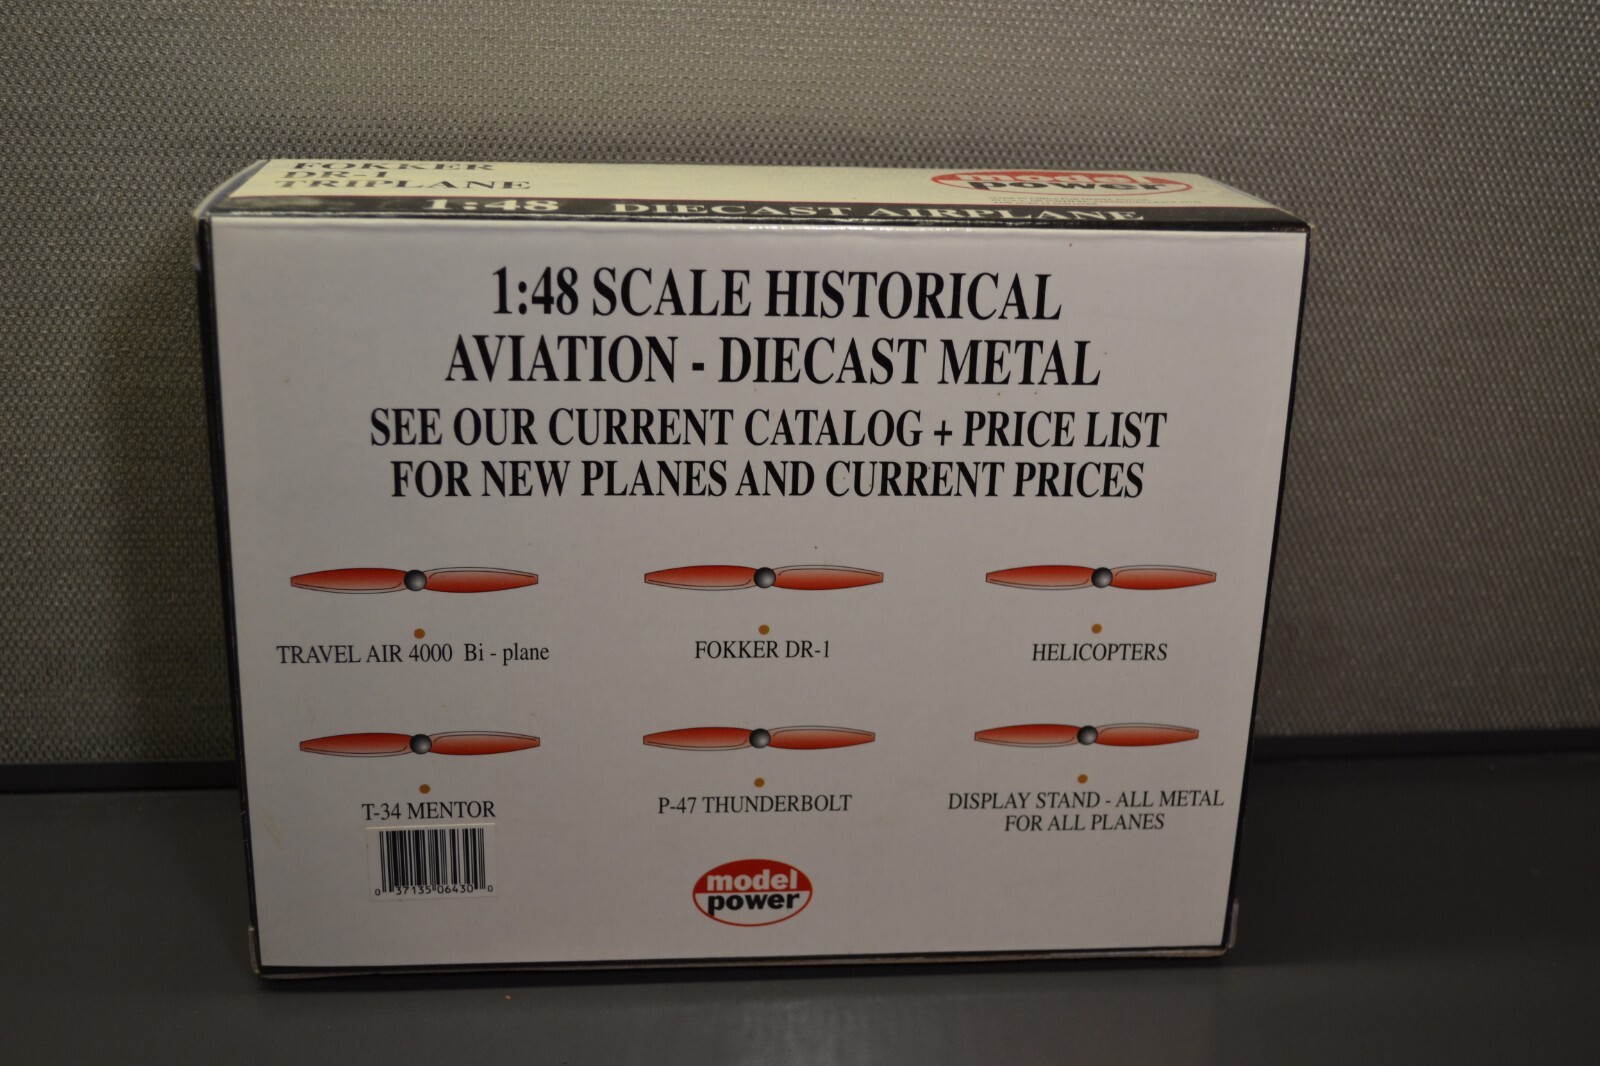 FOKKER
DR-1
TRIPLANE
model
power
1:48 DIECAST AIRPLANE
1:48 SCALE HISTORICAL
AVIATION - DIECAST METAL
SEE OUR CURRENT CATALOG + PRICE LIST
FOR NEW PLANES AND CURRENT PRICES
TRAVEL AIR 4000 Bi - plane
FOKKER DR-1
HELICOPTERS
T-34 MENTOR
P-47 THUNDERBOLT
DISPLAY STAND - ALL METAL
FOR ALL PLANES
0 37135 06430 0
model
power